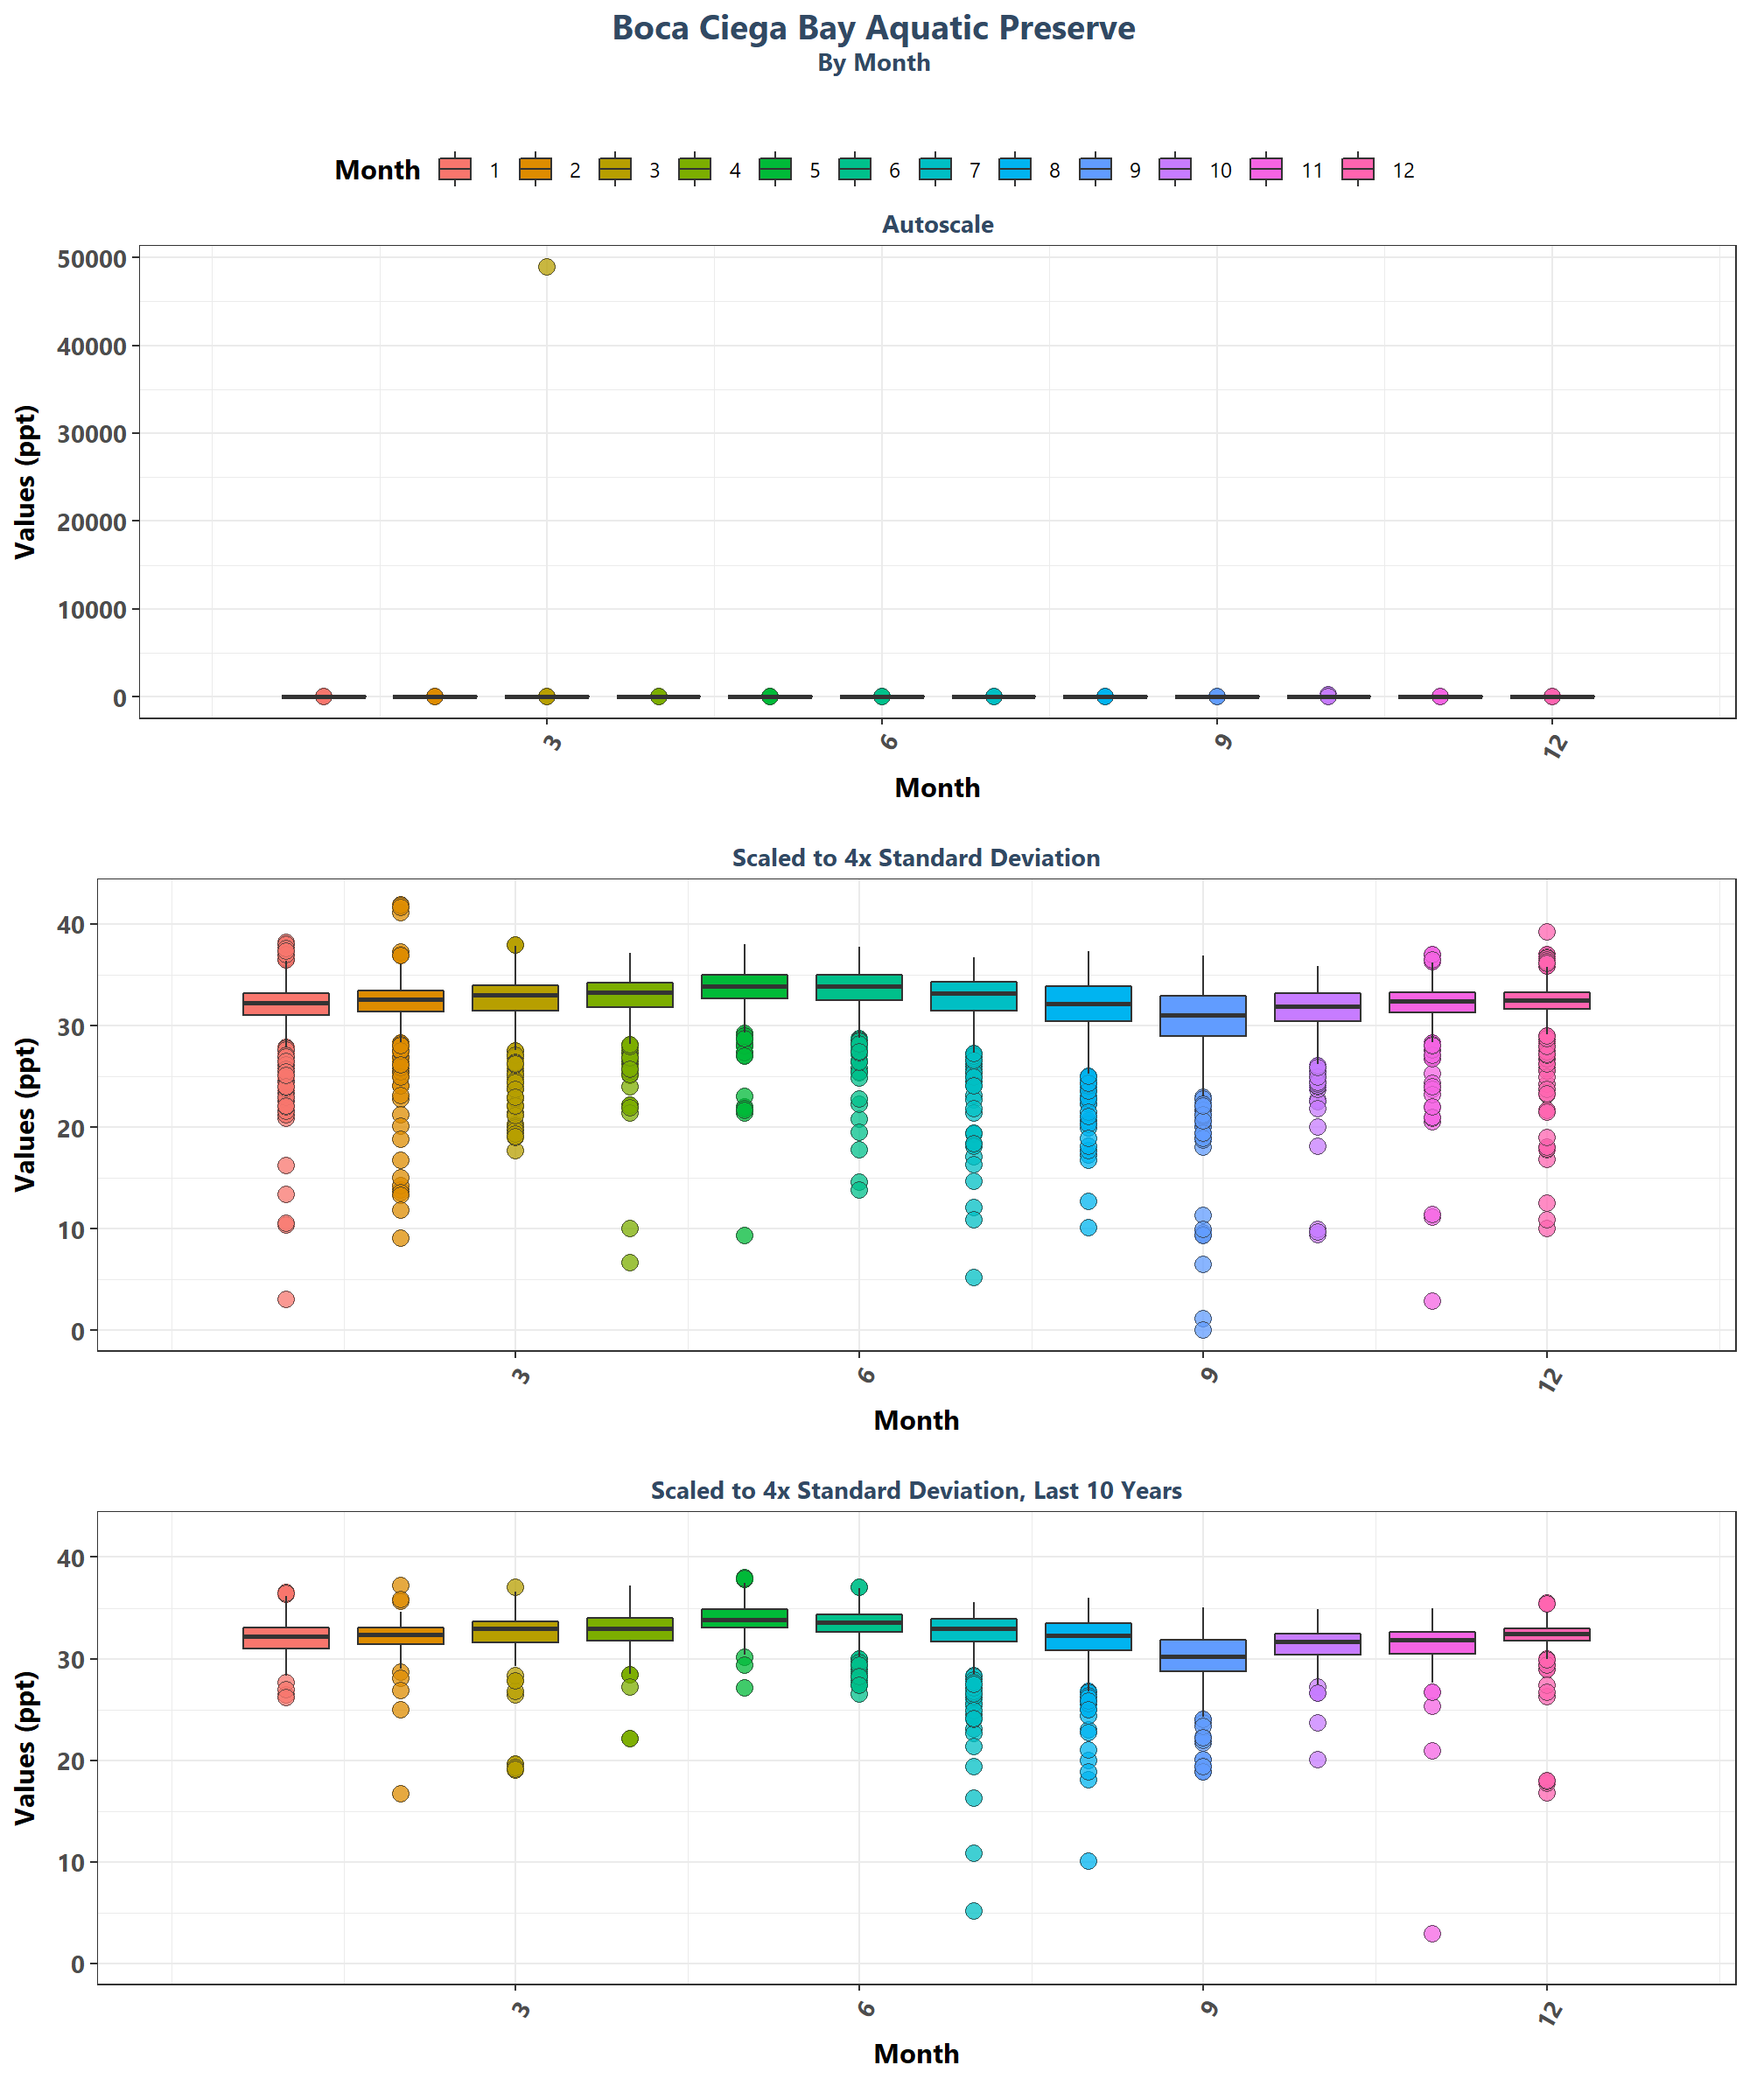 Boca Ciega Bay Aquatic Preserve
By Month
Month 1 2 3 4 5 6 7 8 9 10 11 12
Autoscale
Values (ppt)
50000
40000
30000
20000
10000
0
3 6 9 12
Month
Scaled to 4x Standard Deviation
Values (ppt)
40
30
20
10
0
3 6 9 12
Month
Scaled to 4x Standard Deviation, Last 10 Years
Values (ppt)
40
30
20
10
0
3 6 9 12
Month